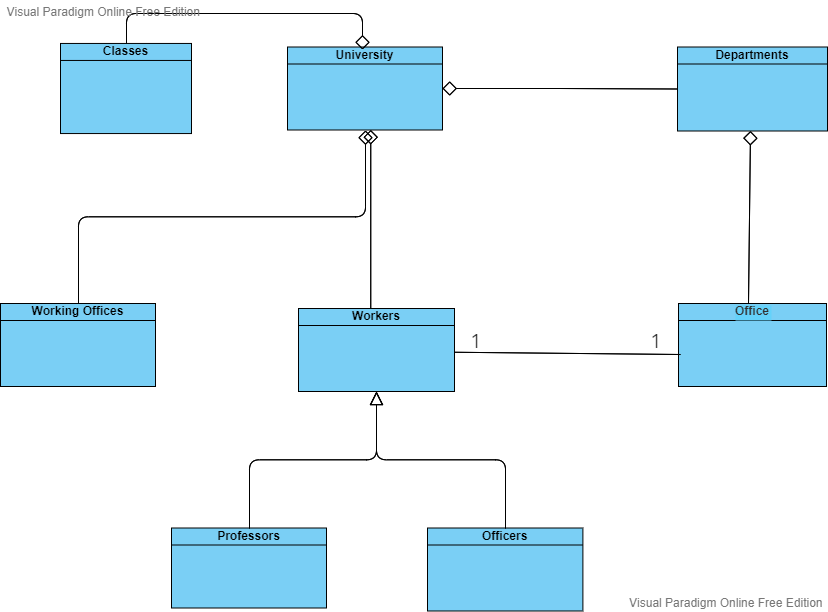 Visual Paradigm Online Free Edition
Classes
University
Departments
Working Offices
Workers
Office
1
1
Professors
Officers
Visual Paradigm Online Free Edition